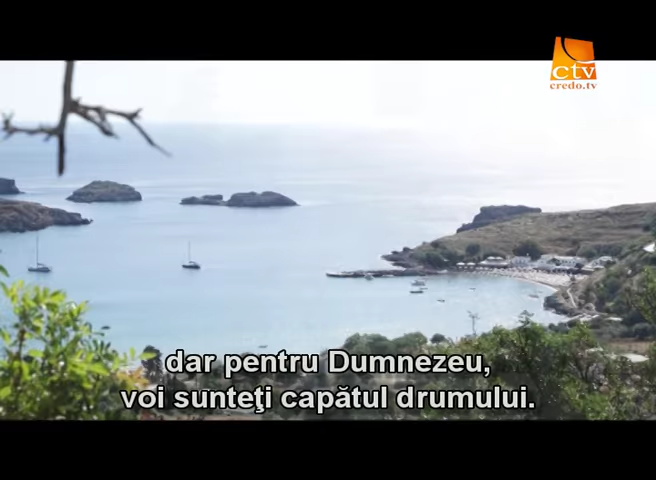 ctv
credo.tv
dar pentru Dumnezeu,
voi sunteţi capătul drumului.